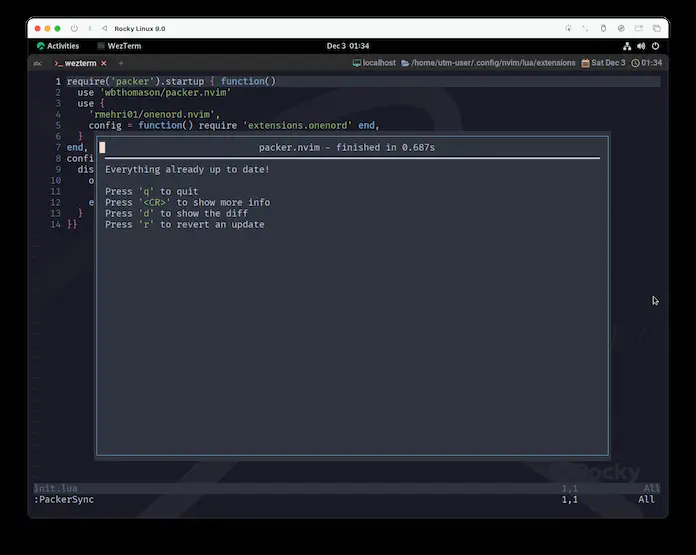 Rocky Linux 9.0
Activities WezTerm Dec 3 01:34
wezterm × + localhost /home/utm-user/.config/nvim/lua/extensions Sat Dec 3 01:34
1 require('packer').startup { function()
2 use 'wbthomason/packer.nvim'
3 use {
4 'rmehri01/onenord.nvim',
5 config = function() require 'extensions.onenord' end,
6 }
7 end,
8 confi
9 dis
10 o
11
12 e
13 }
14 }}
packer.nvim - finished in 0.687s
Everything already up to date!
Press 'q' to quit
Press '<CR>' to show more info
Press 'd' to show the diff
Press 'r' to revert an update
Rocky
init.lua 1,1 All
:PackerSync 1,1 All